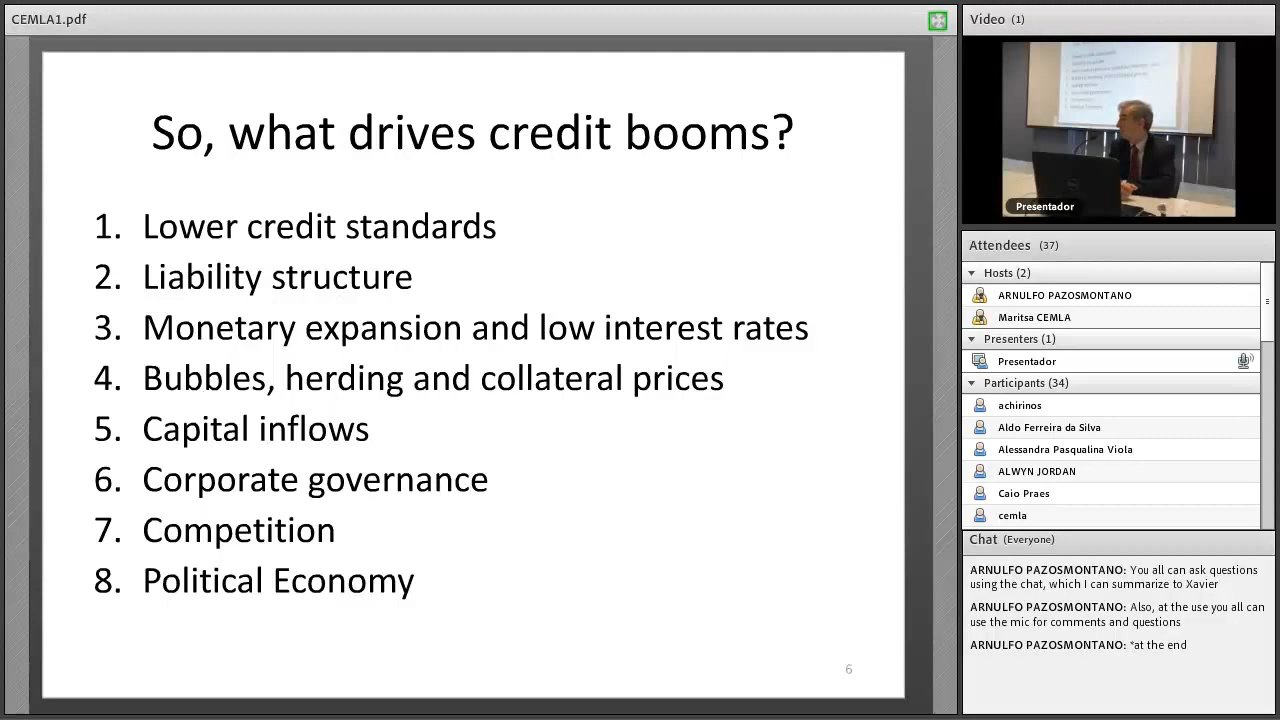 CEMLA1.pdf
So, what drives credit booms?
1. Lower credit standards
2. Liability structure
3. Monetary expansion and low interest rates
4. Bubbles, herding and collateral prices
5. Capital inflows
6. Corporate governance
7. Competition
8. Political Economy
6
Video (1)
Presentador
Attendees (37)
Hosts (2)
ARNULFO PAZOSMONTANO
Maritsa CEMLA
Presenters (1)
Presentador
Participants (34)
achirinos
Aldo Ferreira da Silva
Alessandra Pasqualina Viola
ALWYN JORDAN
Caio Praes
cemla
Chat (Everyone)
ARNULFO PAZOSMONTANO: You all can ask questions
using the chat, which I can summarize to Xavier
ARNULFO PAZOSMONTANO: Also, at the use you all can
use the mic for comments and questions
ARNULFO PAZOSMONTANO: *at the end